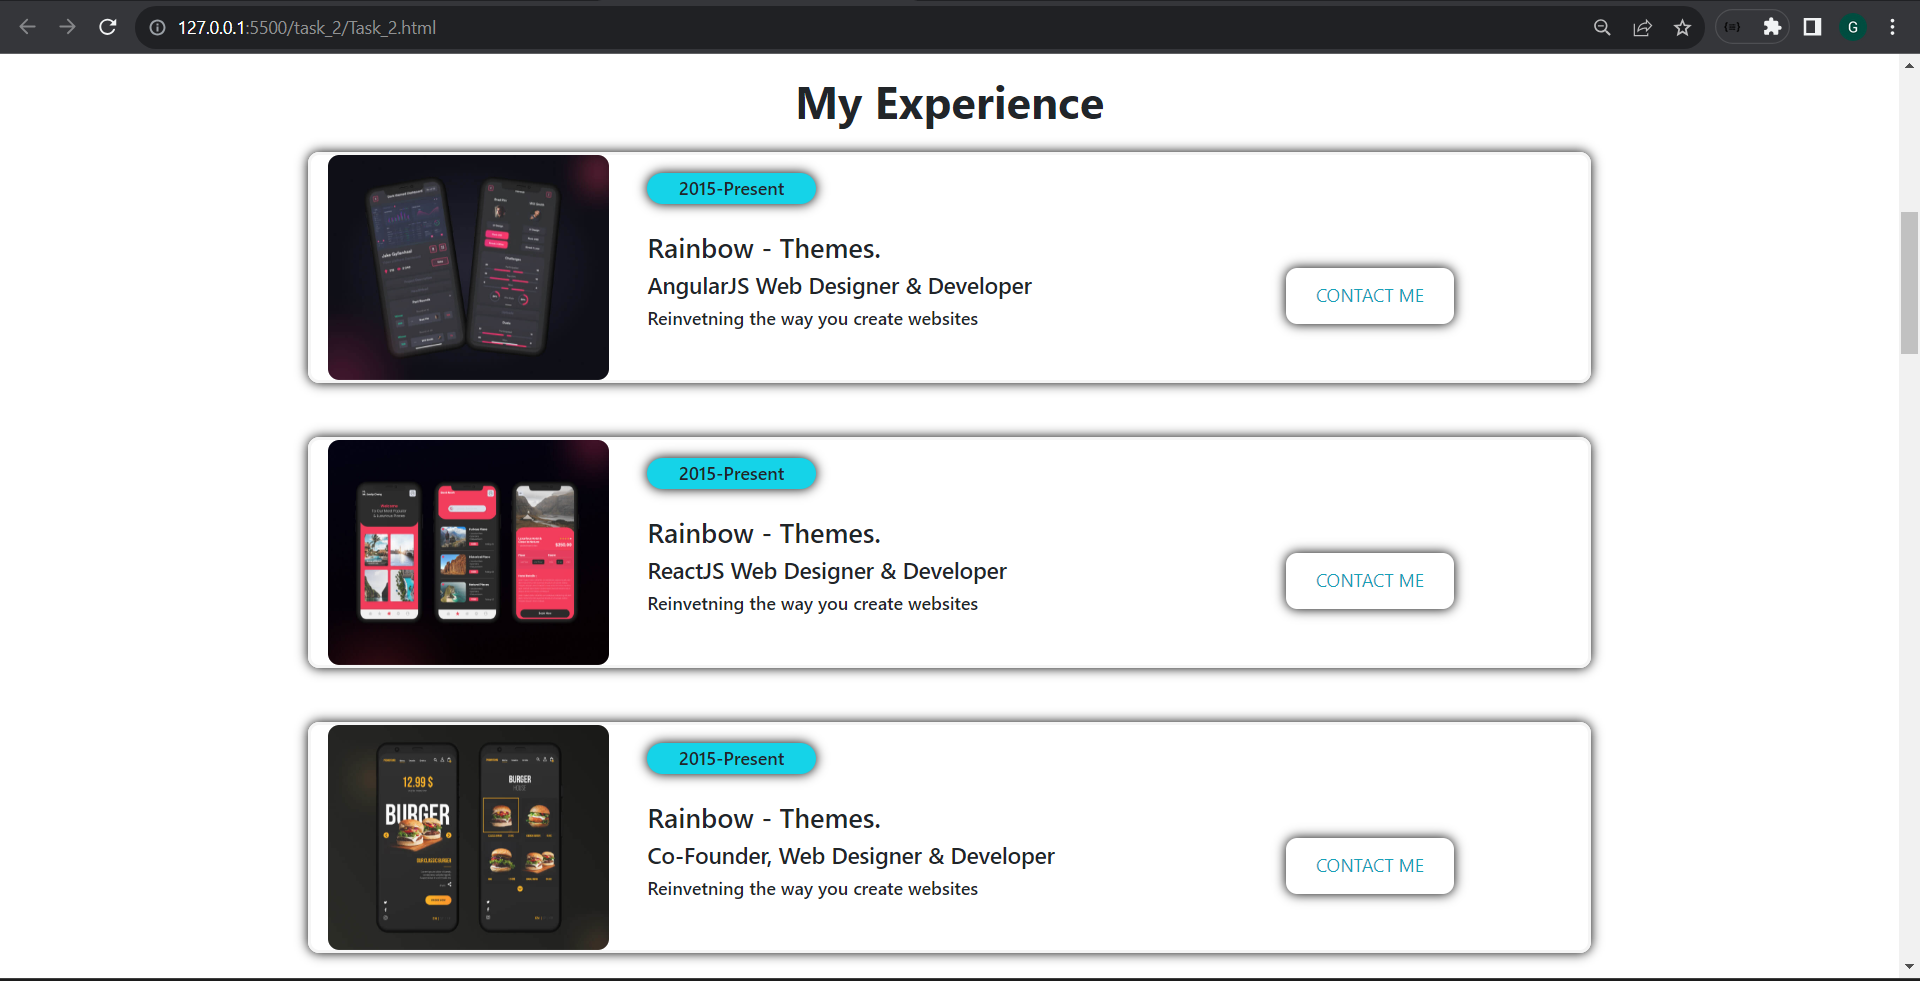 127.0.0.1:5500/task_2/Task_2.html
G
My Experience
2015-Present
Rainbow - Themes.
AngularJS Web Designer & Developer
Reinvetning the way you create websites
CONTACT ME
2015-Present
Rainbow - Themes.
ReactJS Web Designer & Developer
Reinvetning the way you create websites
CONTACT ME
12.99 $
BURGER
BURGER
2015-Present
Rainbow - Themes.
Co-Founder, Web Designer & Developer
Reinvetning the way you create websites
CONTACT ME